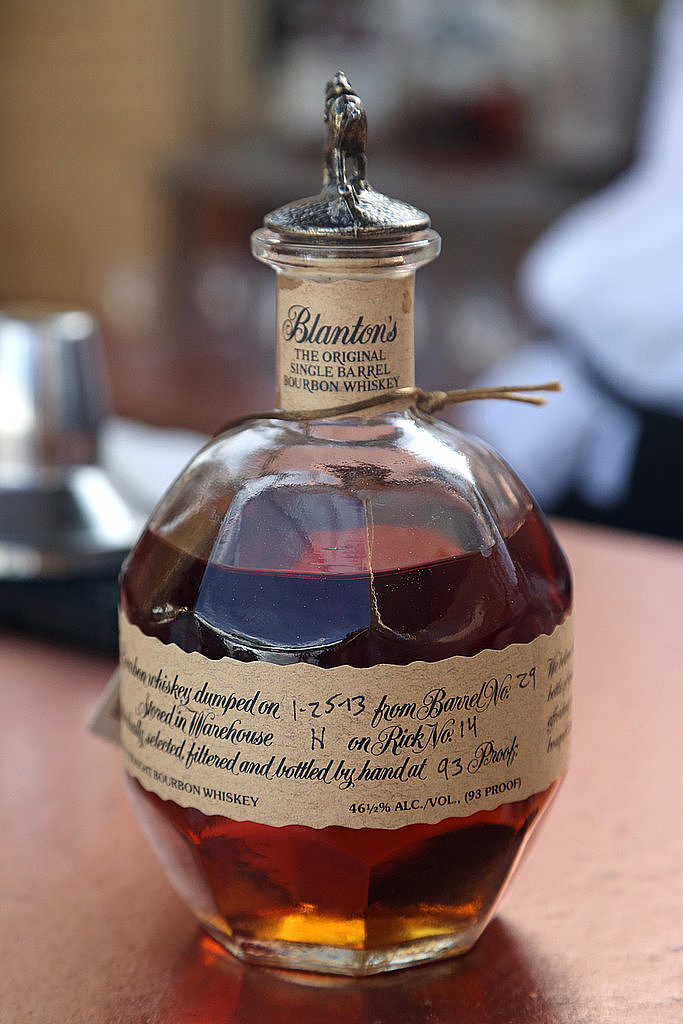 Blanton's
THE ORIGINAL
SINGLE BARREL
BOURBON WHISKEY
whiskey dumped on 1-25-13 from Barrel No. 29
Stored in Warehouse H on Rick No. 14
selected, filtered and bottled by hand at 93 Proof.
BOURBON WHISKEY
46½% ALC./VOL., (93 PROOF)